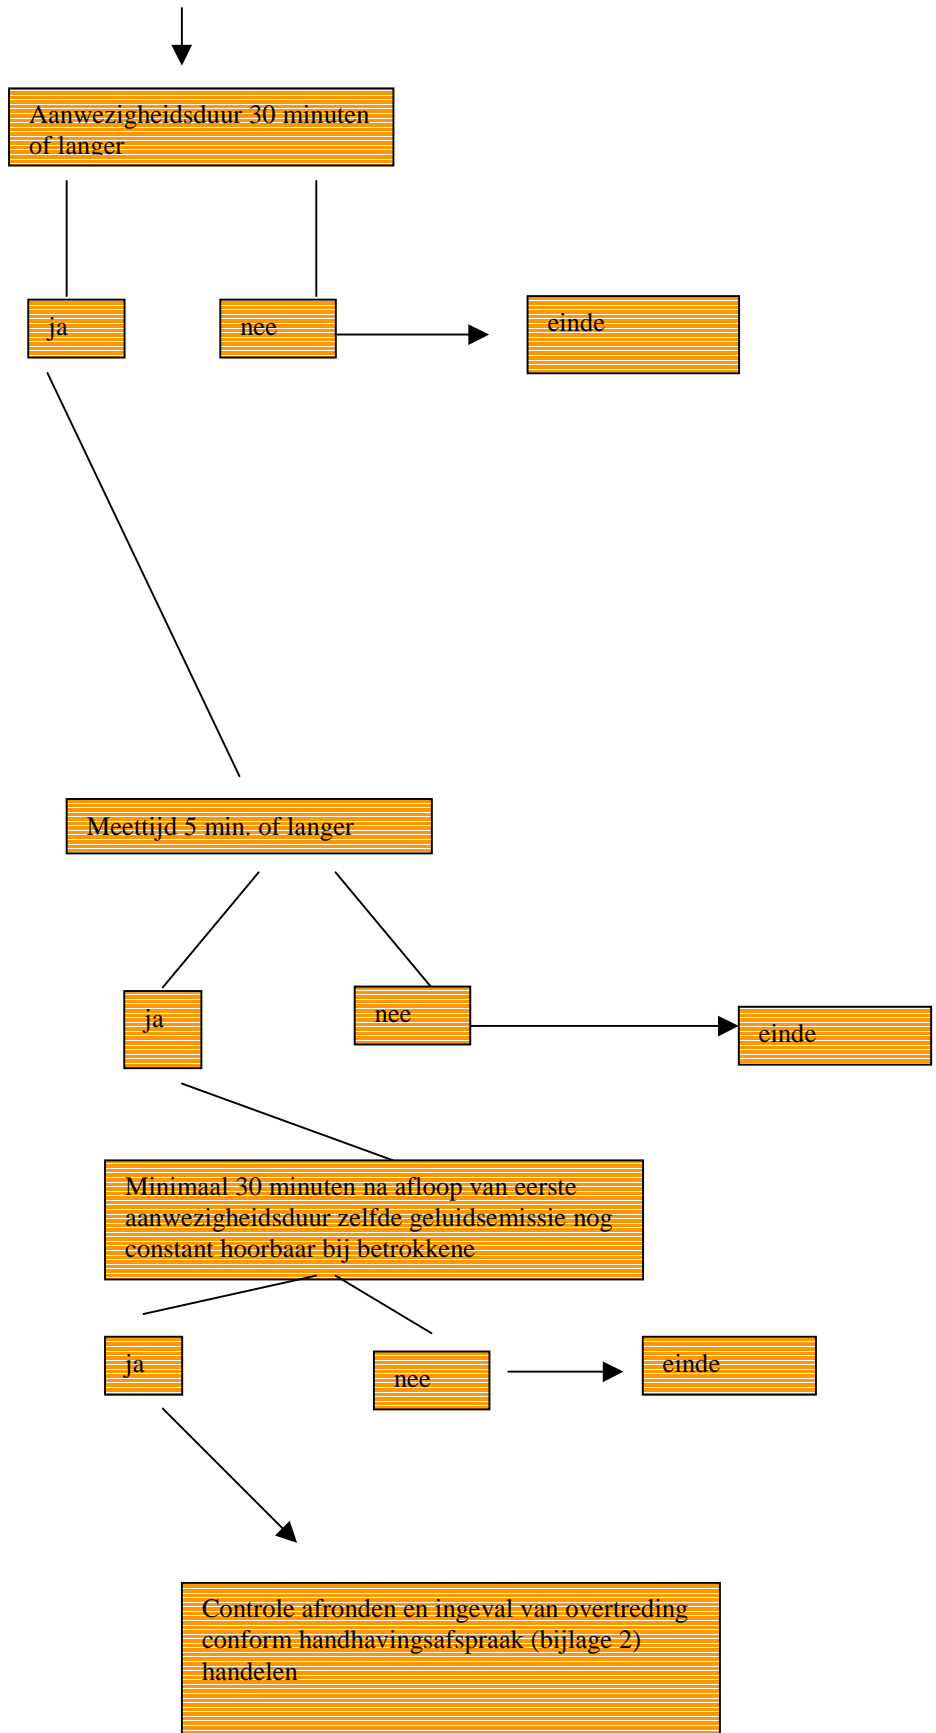 Aanwezigheidsduur 30 minuten
of langer
ja
nee
einde
Meettijd 5 min. of langer
ja
nee
einde
Minimaal 30 minuten na afloop van eerste
aanwezigheidsduur zelfde geluidsemissie nog
constant hoorbaar bij betrokkene
ja
nee
einde
Controle afronden en ingeval van overtreding
conform handhavingsafspraak (bijlage 2)
handelen